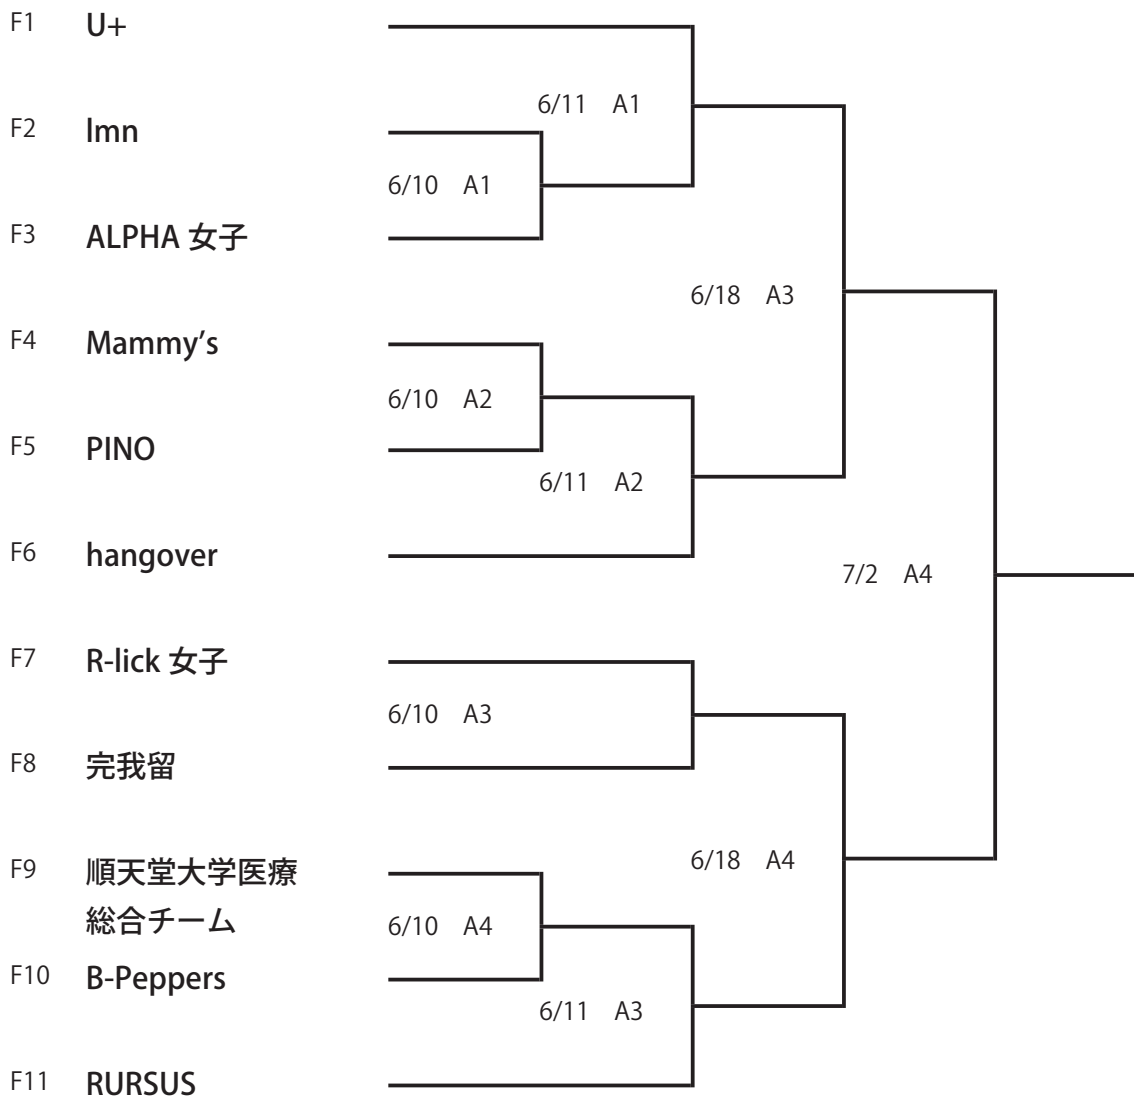 F1 U+
6/11 A1
F2 lmn
6/10 A1
F3 ALPHA 女子
6/18 A3
F4 Mammy’s
6/10 A2
F5 PINO
6/11 A2
F6 hangover
7/2 A4
F7 R-lick 女子
6/10 A3
F8 完我留
6/18 A4
F9 順天堂大学医療
総合チーム
6/10 A4
F10 B-Peppers
6/11 A3
F11 RURSUS